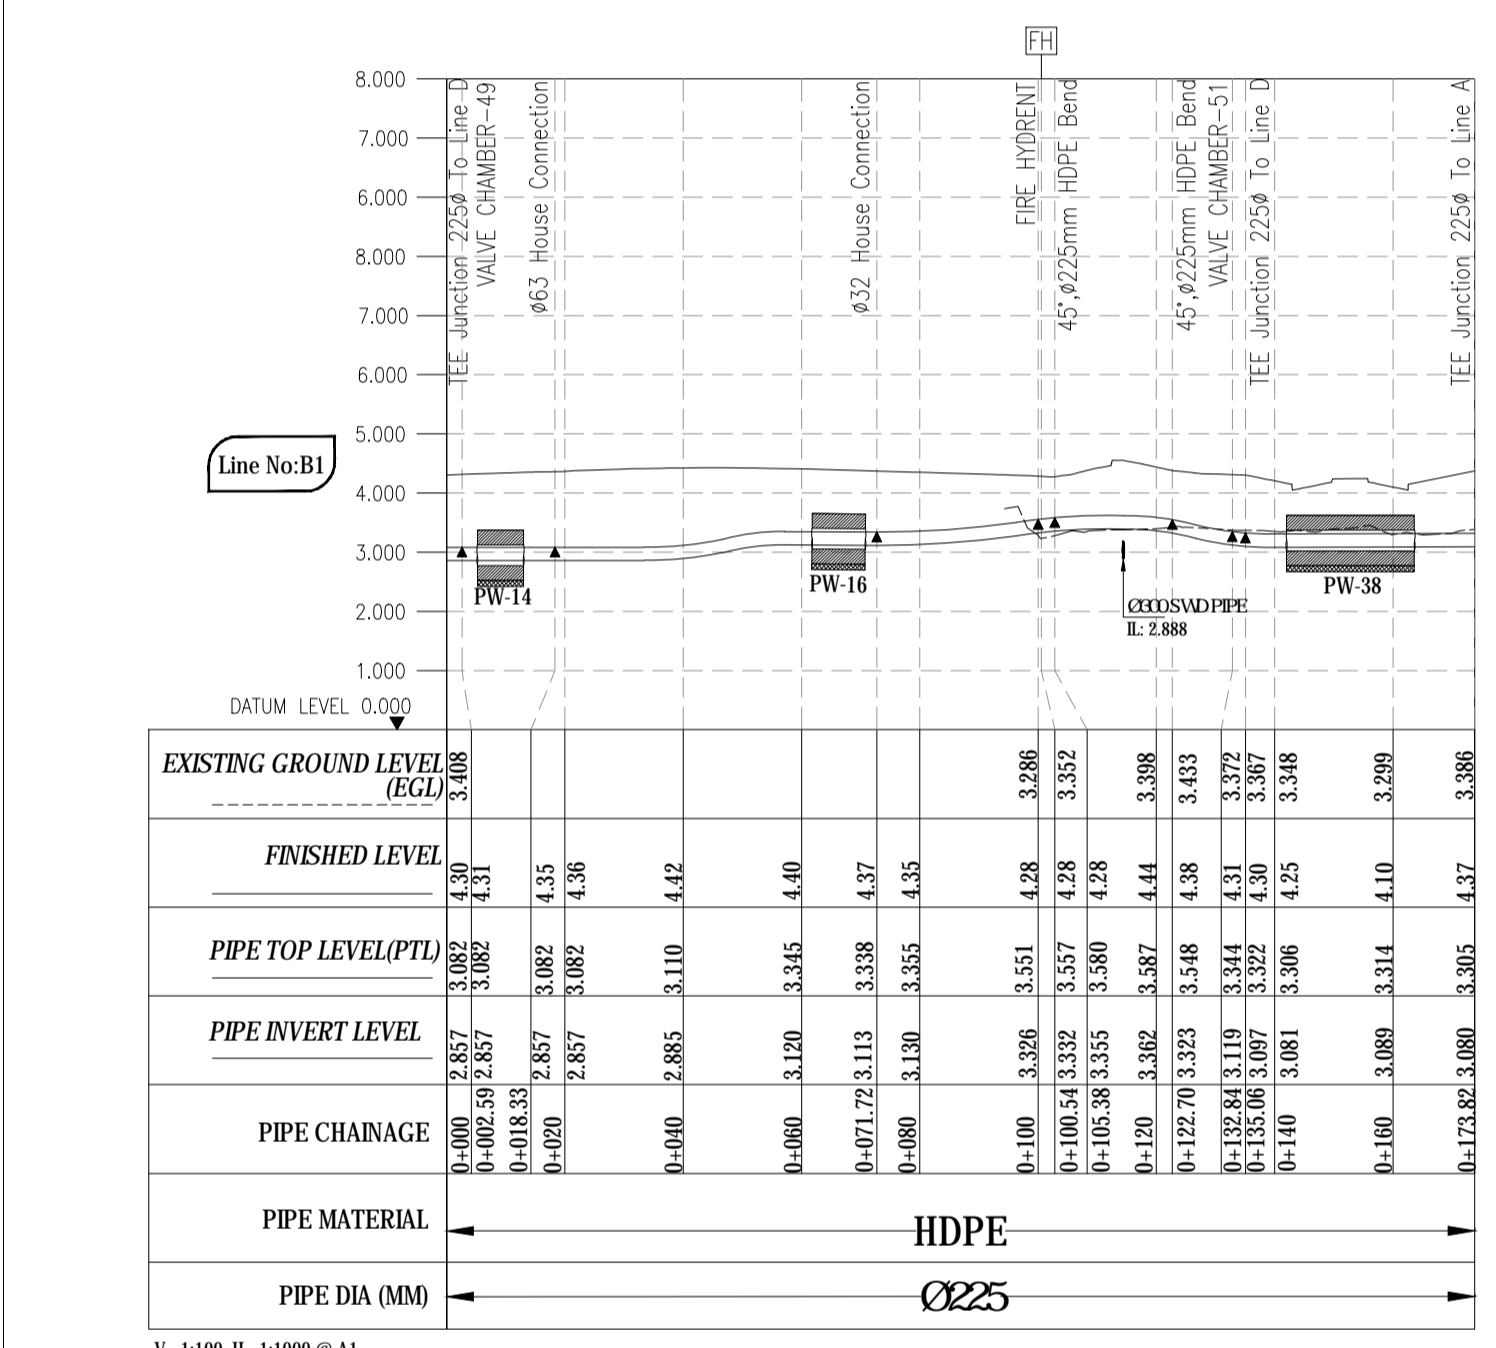 FH
8.000
7.000
6.000
8.000
7.000
6.000
5.000
4.000
3.000
2.000
1.000
TEE Junction 225ø To Line D
VALVE CHAMBER-49
ø63 House Connection
ø32 House Connection
FIRE HYDRENT
45°,ø225mm HDPE Bend
45°,ø225mm HDPE Bend
VALVE CHAMBER-51
TEE Junction 225ø To Line D
TEE Junction 225ø To Line A
Line No:B1
PW-14
PW-16
PW-38
Ø300 SWD PIPE
IL: 2.888
DATUM LEVEL 0.000
EXISTING GROUND LEVEL
(EGL)
3.408 3.286 3.352 3.398 3.433 3.372 3.367 3.348 3.299 3.386
FINISHED LEVEL
4.30 4.31 4.35 4.36 4.42 4.40 4.37 4.35 4.28 4.28 4.28 4.44 4.38 4.31 4.30 4.25 4.10 4.37
PIPE TOP LEVEL(PTL)
3.082 3.082 3.082 3.082 3.110 3.345 3.338 3.355 3.551 3.557 3.580 3.587 3.548 3.344 3.322 3.306 3.314 3.305
PIPE INVERT LEVEL
2.857 2.857 2.857 2.857 2.885 3.120 3.113 3.130 3.326 3.332 3.355 3.362 3.323 3.119 3.097 3.081 3.089 3.080
PIPE CHAINAGE
0+000 0+002.59 0+018.33 0+020 0+040 0+060 0+071.72 0+080 0+100 0+100.54 0+105.38 0+120 0+122.70 0+132.84 0+135.06 0+140 0+160 0+173.82
PIPE MATERIAL
HDPE
PIPE DIA (MM)
Ø225